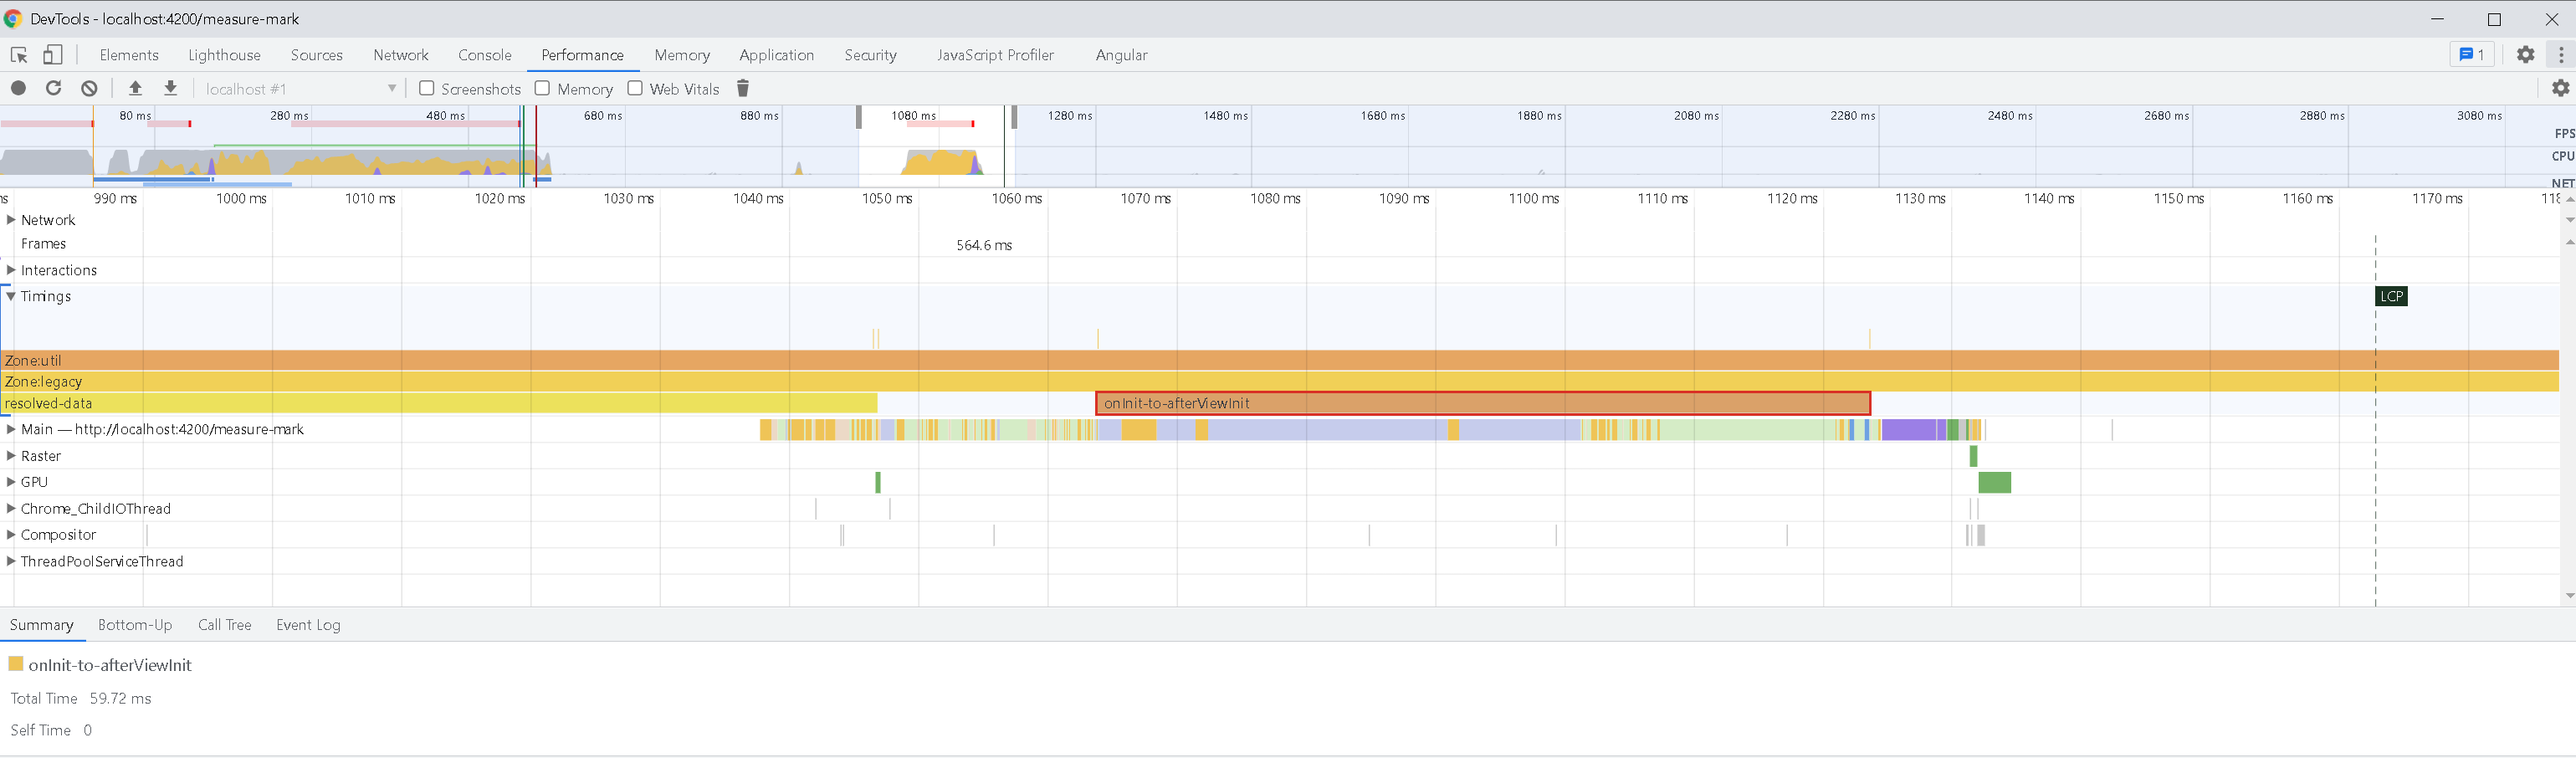 DevTools - localhost:4200/measure-mark
Elements Lighthouse Sources Network Console Performance Memory Application Security JavaScript Profiler Angular 1
localhost #1 Screenshots Memory Web Vitals
80 ms 280 ms 480 ms 680 ms 880 ms 1080 ms 1280 ms 1480 ms 1680 ms 1880 ms 2080 ms 2280 ms 2480 ms 2680 ms 2880 ms 3080 ms
FPS
CPU
NET
ns 990 ms 1000 ms 1010 ms 1020 ms 1030 ms 1040 ms 1050 ms 1060 ms 1070 ms 1080 ms 1090 ms 1100 ms 1110 ms 1120 ms 1130 ms 1140 ms 1150 ms 1160 ms 1170 ms 118
Network
Frames 564.6 ms
Interactions
Timings LCP
Zone:util
Zone:legacy
resolved-data onInit-to-afterViewInit
Main — http://localhost:4200/measure-mark
Raster
GPU
Chrome_ChildIOThread
Compositor
ThreadPoolServiceThread
Summary Bottom-Up Call Tree Event Log
onInit-to-afterViewInit
Total Time 59.72 ms
Self Time 0